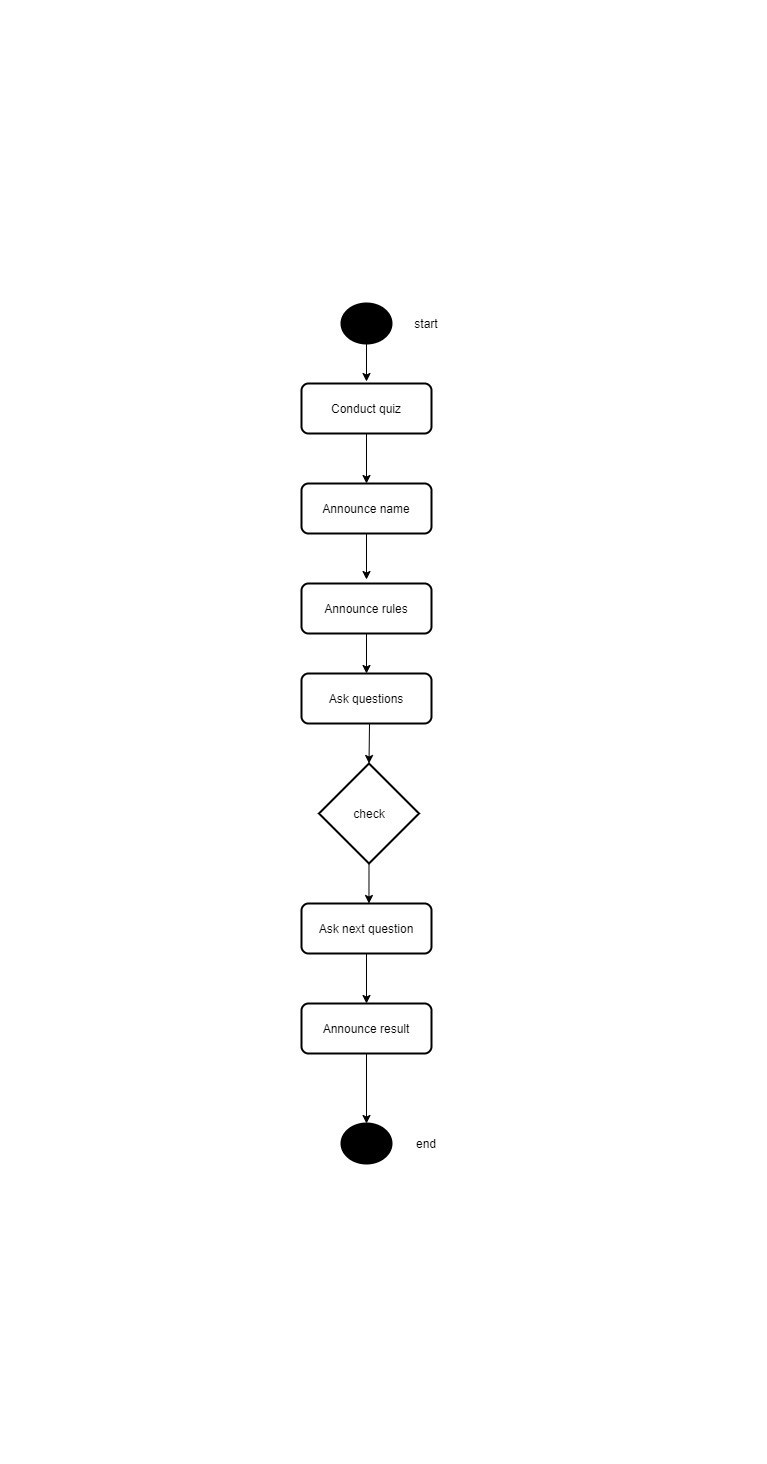 start
Conduct quiz
Announce name
Announce rules
Ask questions
check
Ask next question
Announce result
end